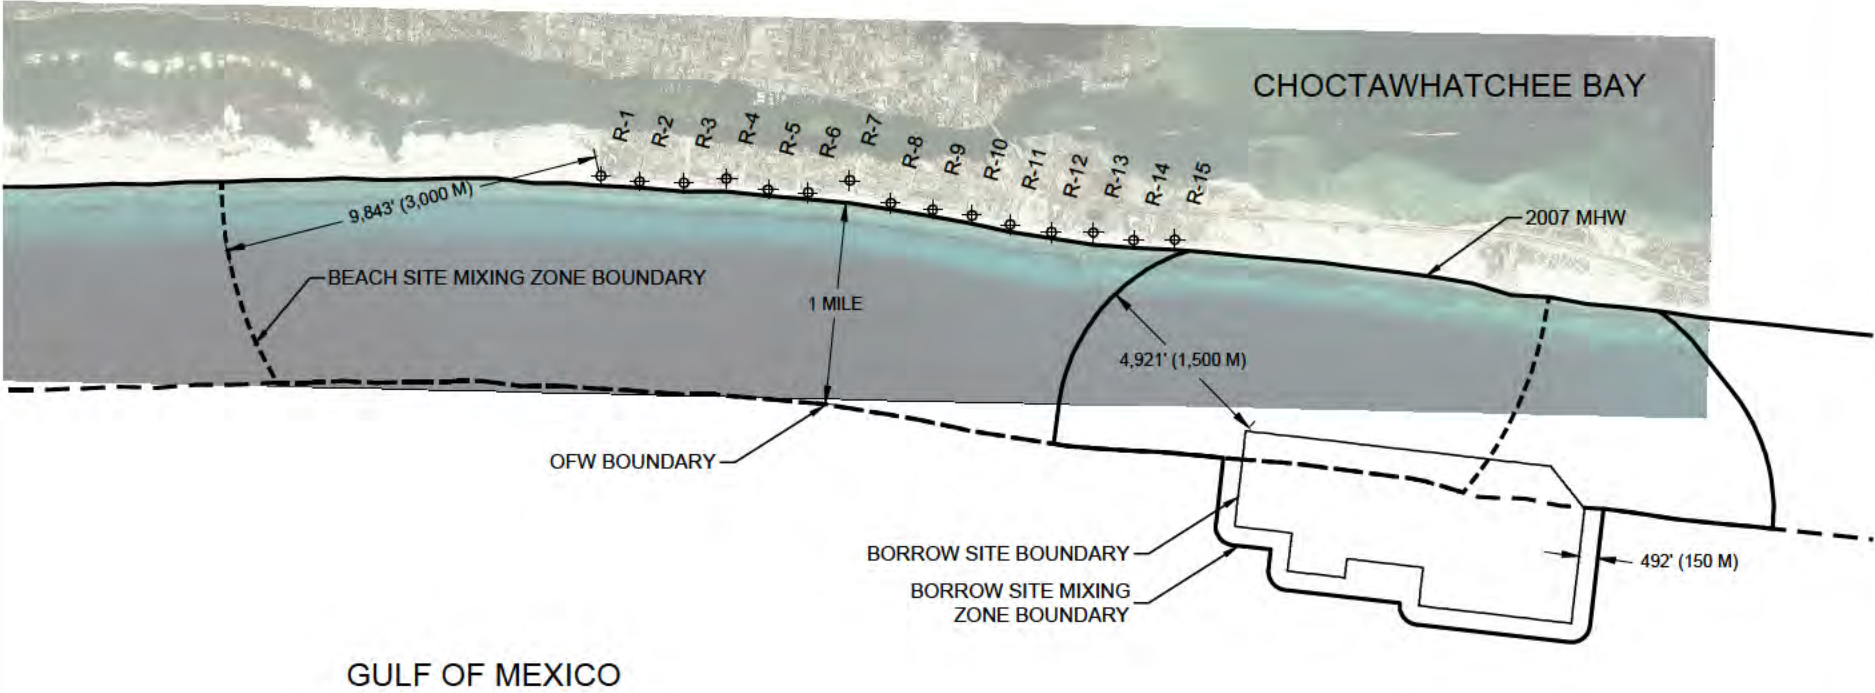 CHOCTAWHATCHEE BAY
R-1
R-2
R-3
R-4
R-5
R-6
R-7
R-8
R-9
R-10
R-11
R-12
R-13
R-14
R-15
9,843' (3,000 M)
2007 MHW
BEACH SITE MIXING ZONE BOUNDARY
1 MILE
4,921' (1,500 M)
OFW BOUNDARY
BORROW SITE BOUNDARY
492' (150 M)
BORROW SITE MIXING
ZONE BOUNDARY
GULF OF MEXICO